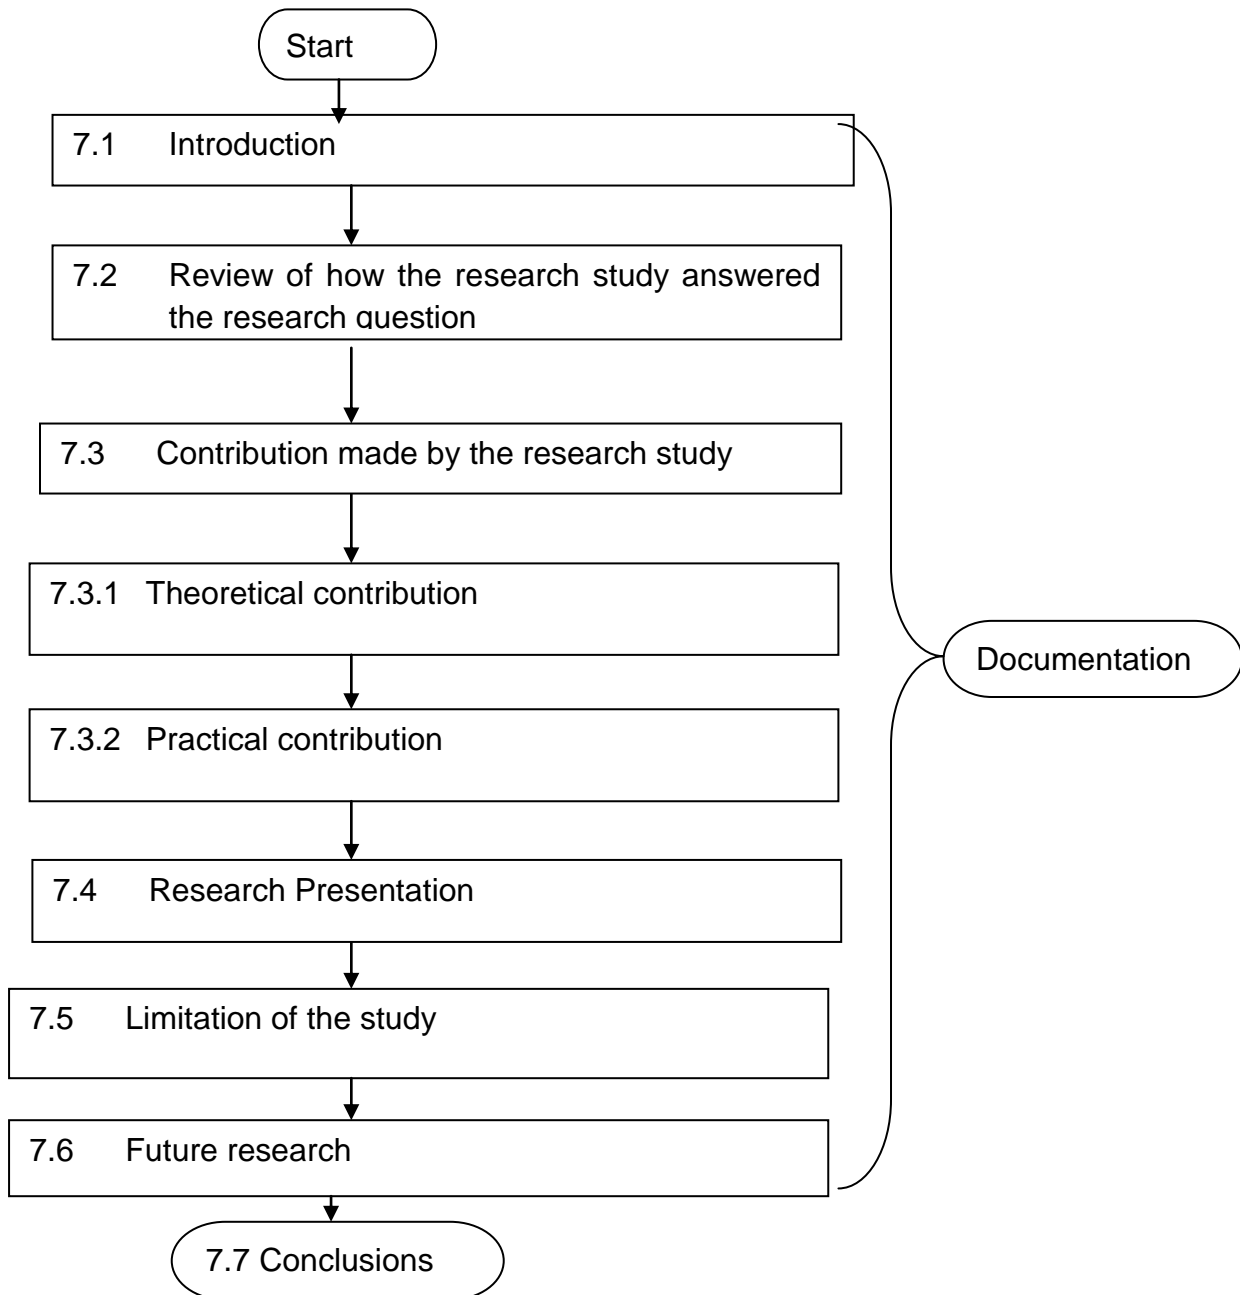 Start
7.1 Introduction
7.2 Review of how the research study answered
the research question
7.3 Contribution made by the research study
7.3.1 Theoretical contribution
Documentation
7.3.2 Practical contribution
7.4 Research Presentation
7.5 Limitation of the study
7.6 Future research
7.7 Conclusions